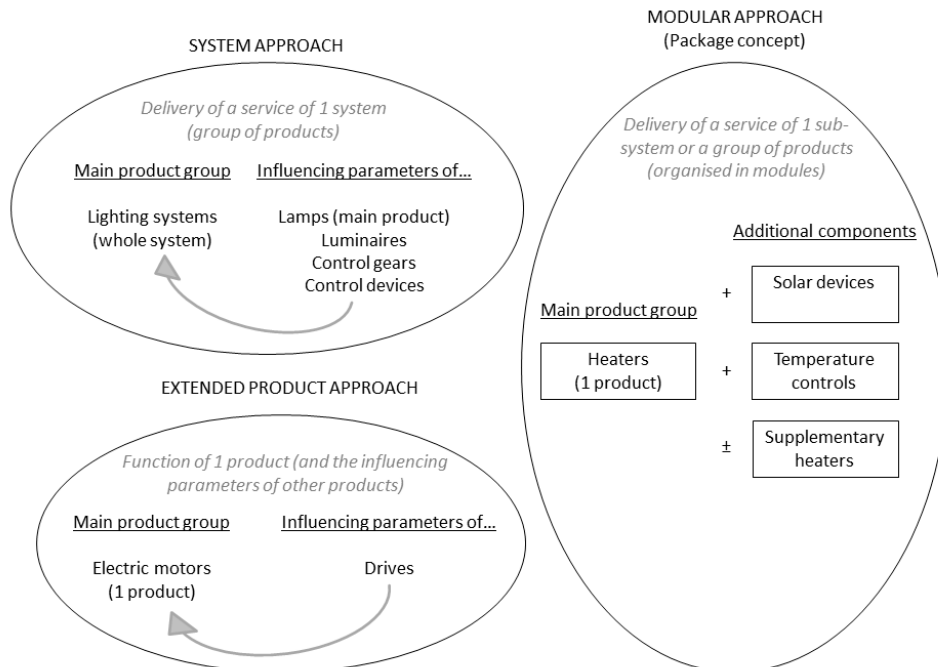 SYSTEM APPROACH
Delivery of a service of 1 system
(group of products)
Main product group
Influencing parameters of...
Lighting systems
(whole system)
Lamps (main product)
Luminaires
Control gears
Control devices
EXTENDED PRODUCT APPROACH
Function of 1 product (and the influencing
parameters of other products)
Main product group
Influencing parameters of...
Electric motors
(1 product)
Drives
MODULAR APPROACH
(Package concept)
Delivery of a service of 1 sub-
system or a group of products
(organised in modules)
Additional components
Main product group
Heaters
(1 product)
+
Solar devices
+
Temperature
controls
±
Supplementary
heaters